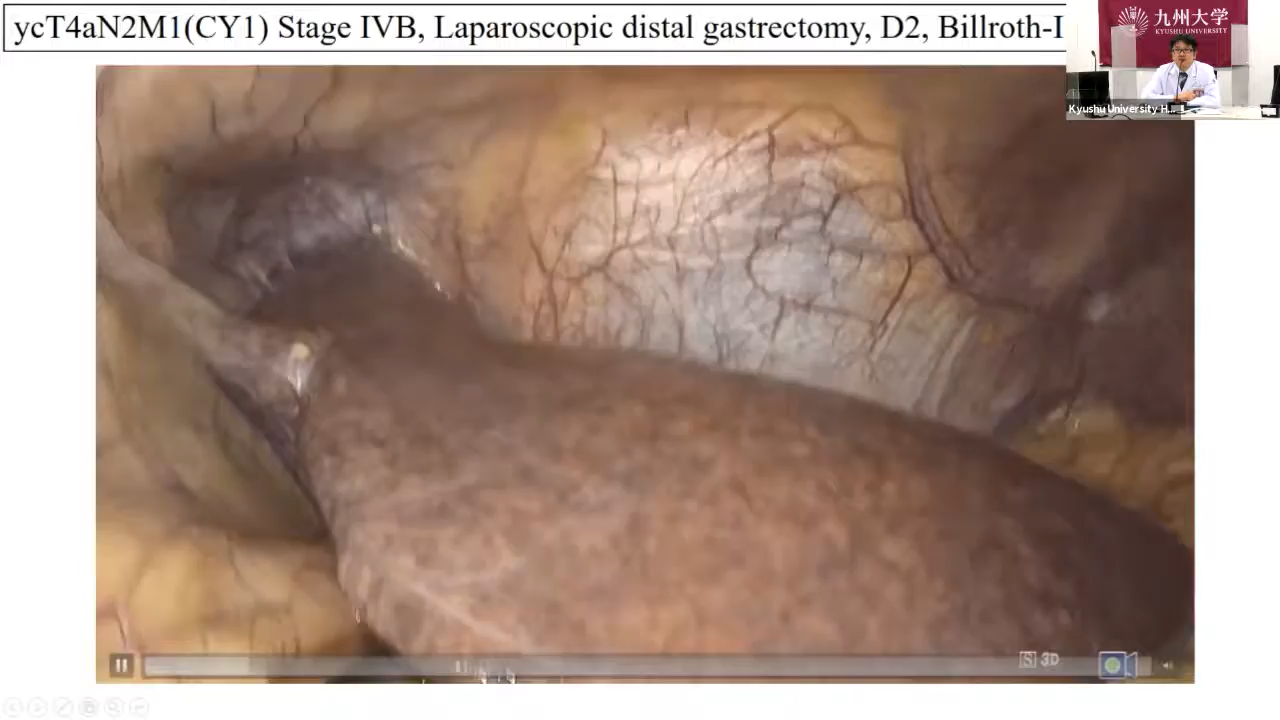 ycT4aN2M1(CY1) Stage IVB, Laparoscopic distal gastrectomy, D2, Billroth-I
九州大学
KYUSHU UNIVERSITY
Kyushu University H...
S 3D